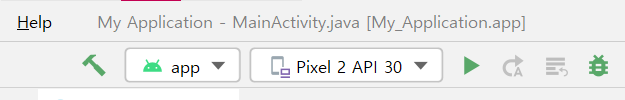 Help My Application - MainActivity.java [My_Application.app]
app Pixel 2 API 30